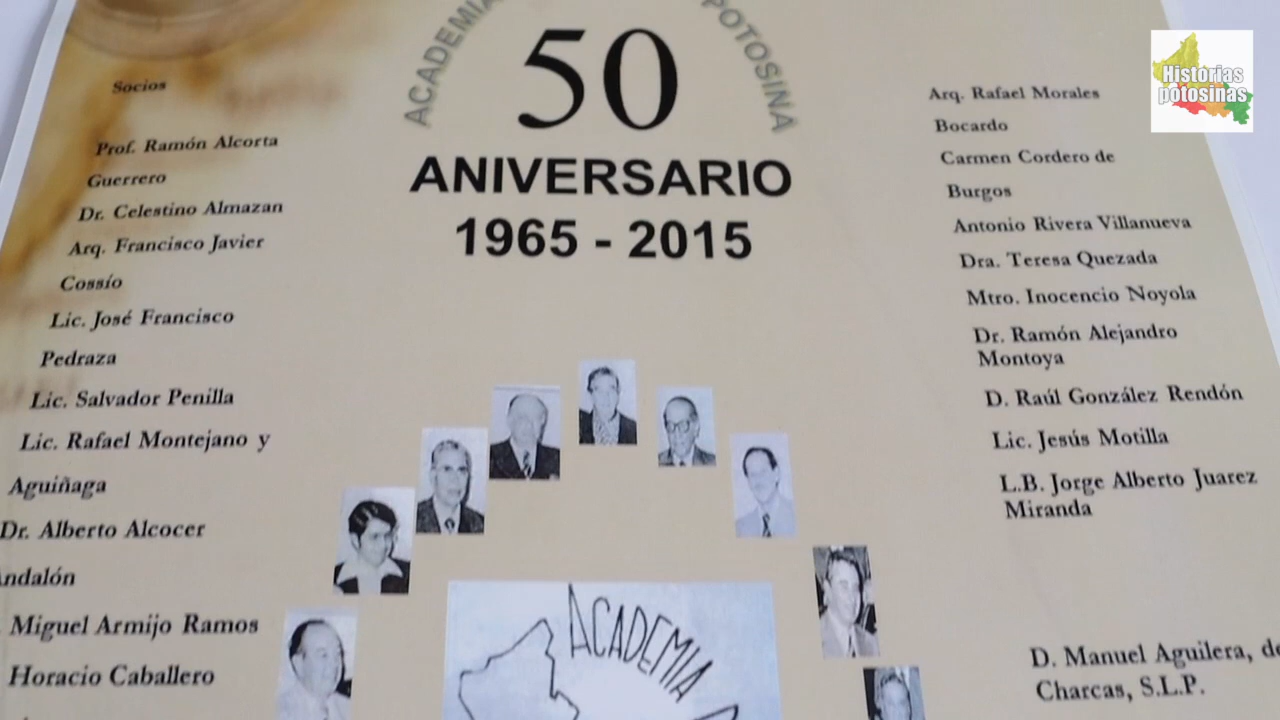 ACADEMIA POTOSINA
50
ANIVERSARIO
1965 - 2015
Historias
potosinas
Socios
Prof. Ramón Alcorta
Guerrero
Dr. Celestino Almazan
Arq. Francisco Javier
Cossío
Lic. José Francisco
Pedraza
Lic. Salvador Penilla
Lic. Rafael Montejano y
Aguiñaga
Dr. Alberto Alcocer
Andalón
Miguel Armijo Ramos
Horacio Caballero
Arq. Rafael Morales
Bocardo
Carmen Cordero de
Burgos
Antonio Rivera Villanueva
Dra. Teresa Quezada
Mtro. Inocencio Noyola
Dr. Ramón Alejandro
Montoya
D. Raúl González Rendón
Lic. Jesús Motilla
L.B. Jorge Alberto Juarez
Miranda
D. Manuel Aguilera, de
Charcas, S.L.P.
ACADEMIA